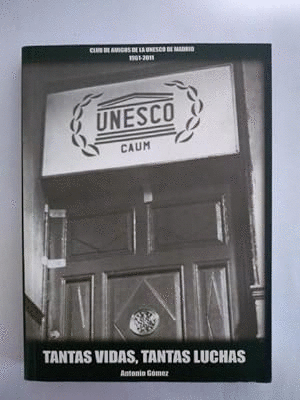 CLUB DE AMIGOS DE LA UNESCO DE MADRID
1961-2011
UNESCO
CAUM
TANTAS VIDAS, TANTAS LUCHAS
Antonio Gómez